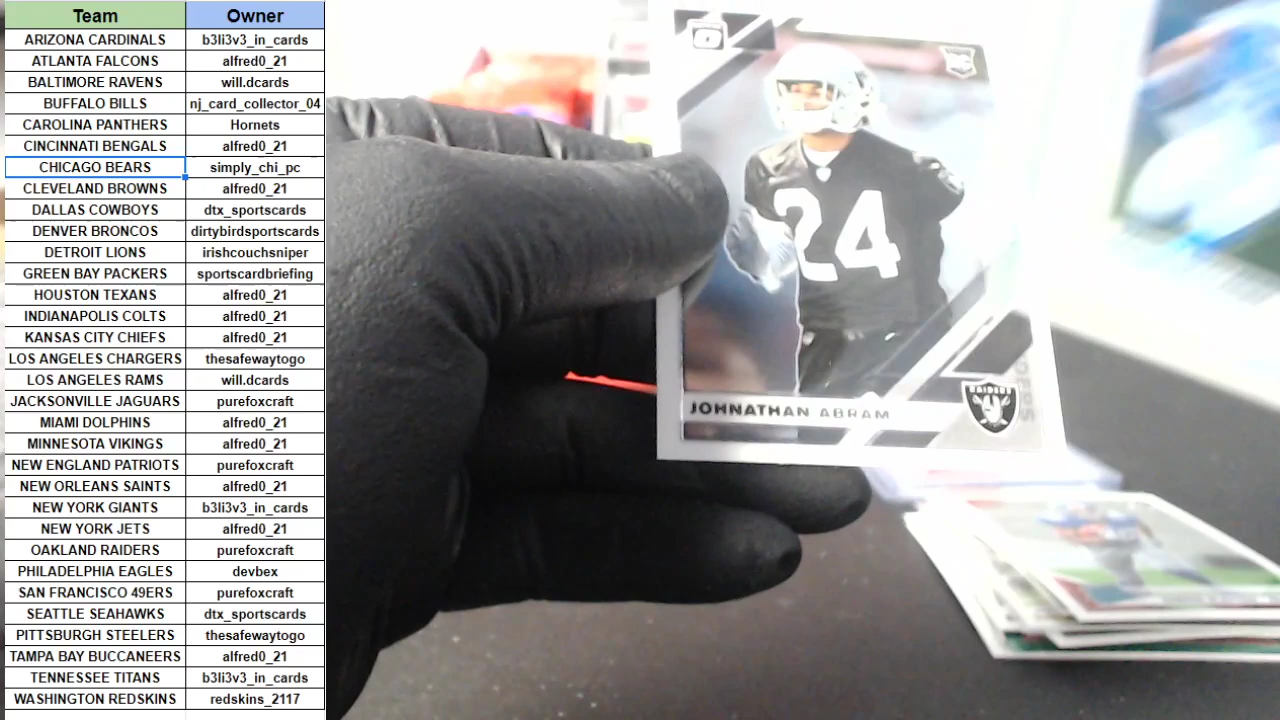 Team Owner
ARIZONA CARDINALS b3li3v3_in_cards
ATLANTA FALCONS alfred0_21
BALTIMORE RAVENS will.dcards
BUFFALO BILLS nj_card_collector_04
CAROLINA PANTHERS Hornets
CINCINNATI BENGALS alfred0_21
CHICAGO BEARS simply_chi_pc
CLEVELAND BROWNS alfred0_21
DALLAS COWBOYS dtx_sportscards
DENVER BRONCOS dirtybirdsportscards
DETROIT LIONS irishcouchsniper
GREEN BAY PACKERS sportscardbriefing
HOUSTON TEXANS alfred0_21
INDIANAPOLIS COLTS alfred0_21
KANSAS CITY CHIEFS alfred0_21
LOS ANGELES CHARGERS thesafewaytogo
LOS ANGELES RAMS will.dcards
JACKSONVILLE JAGUARS purefoxcraft
MIAMI DOLPHINS alfred0_21
MINNESOTA VIKINGS alfred0_21
NEW ENGLAND PATRIOTS purefoxcraft
NEW ORLEANS SAINTS alfred0_21
NEW YORK GIANTS b3li3v3_in_cards
NEW YORK JETS alfred0_21
OAKLAND RAIDERS purefoxcraft
PHILADELPHIA EAGLES devbex
SAN FRANCISCO 49ERS purefoxcraft
SEATTLE SEAHAWKS dtx_sportscards
PITTSBURGH STEELERS thesafewaytogo
TAMPA BAY BUCCANEERS alfred0_21
TENNESSEE TITANS b3li3v3_in_cards
WASHINGTON REDSKINS redskins_2117
24
RAIDERS
JOHNATHAN ABRAM